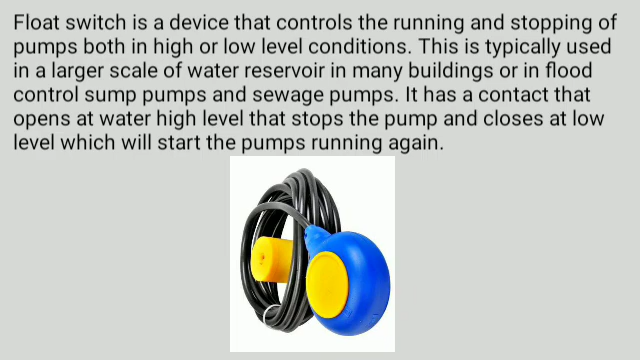 Float switch is a device that controls the running and stopping of
pumps both in high or low level conditions. This is typically used
in a larger scale of water reservoir in many buildings or in flood
control sump pumps and sewage pumps. It has a contact that
opens at water high level that stops the pump and closes at low
level which will start the pumps running again.